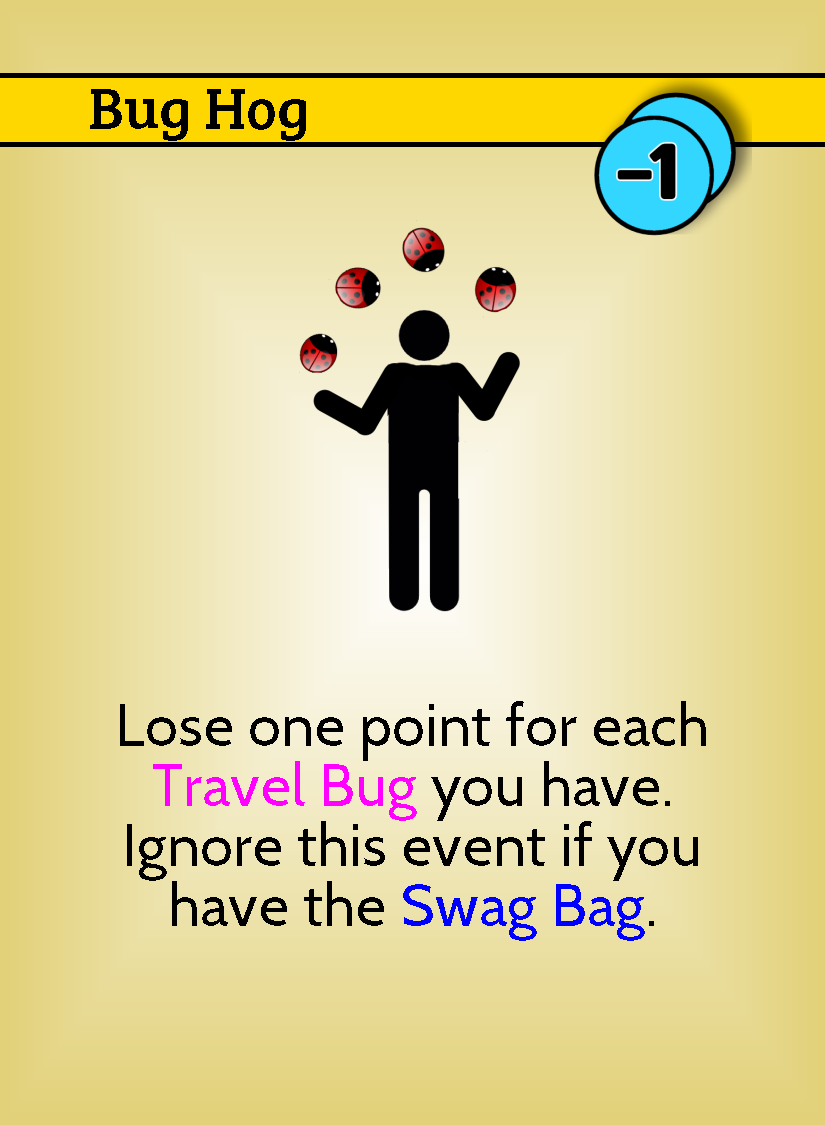 Bug Hog
–1
Lose one point for each
Travel Bug you have.
Ignore this event if you
have the Swag Bag.